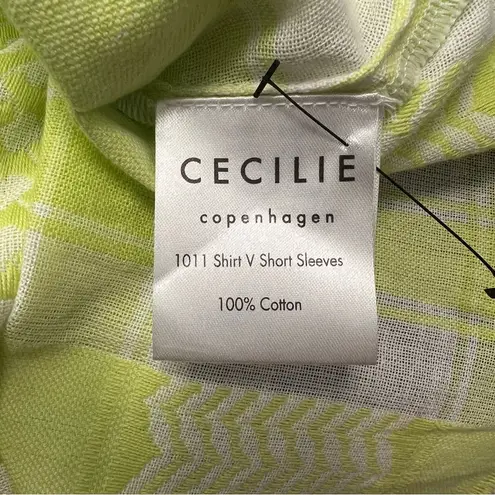 CECILIE
copenhagen
1011 Shirt V Short Sleeves
100% Cotton